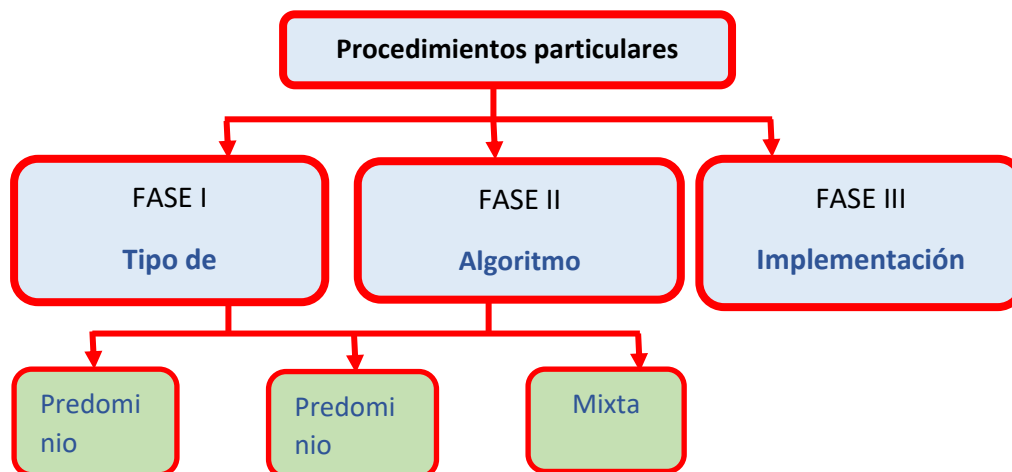 Procedimientos particulares
FASE I
Tipo de
FASE II
Algoritmo
FASE III
Implementación
Predomi
nio
Predomi
nio
Mixta